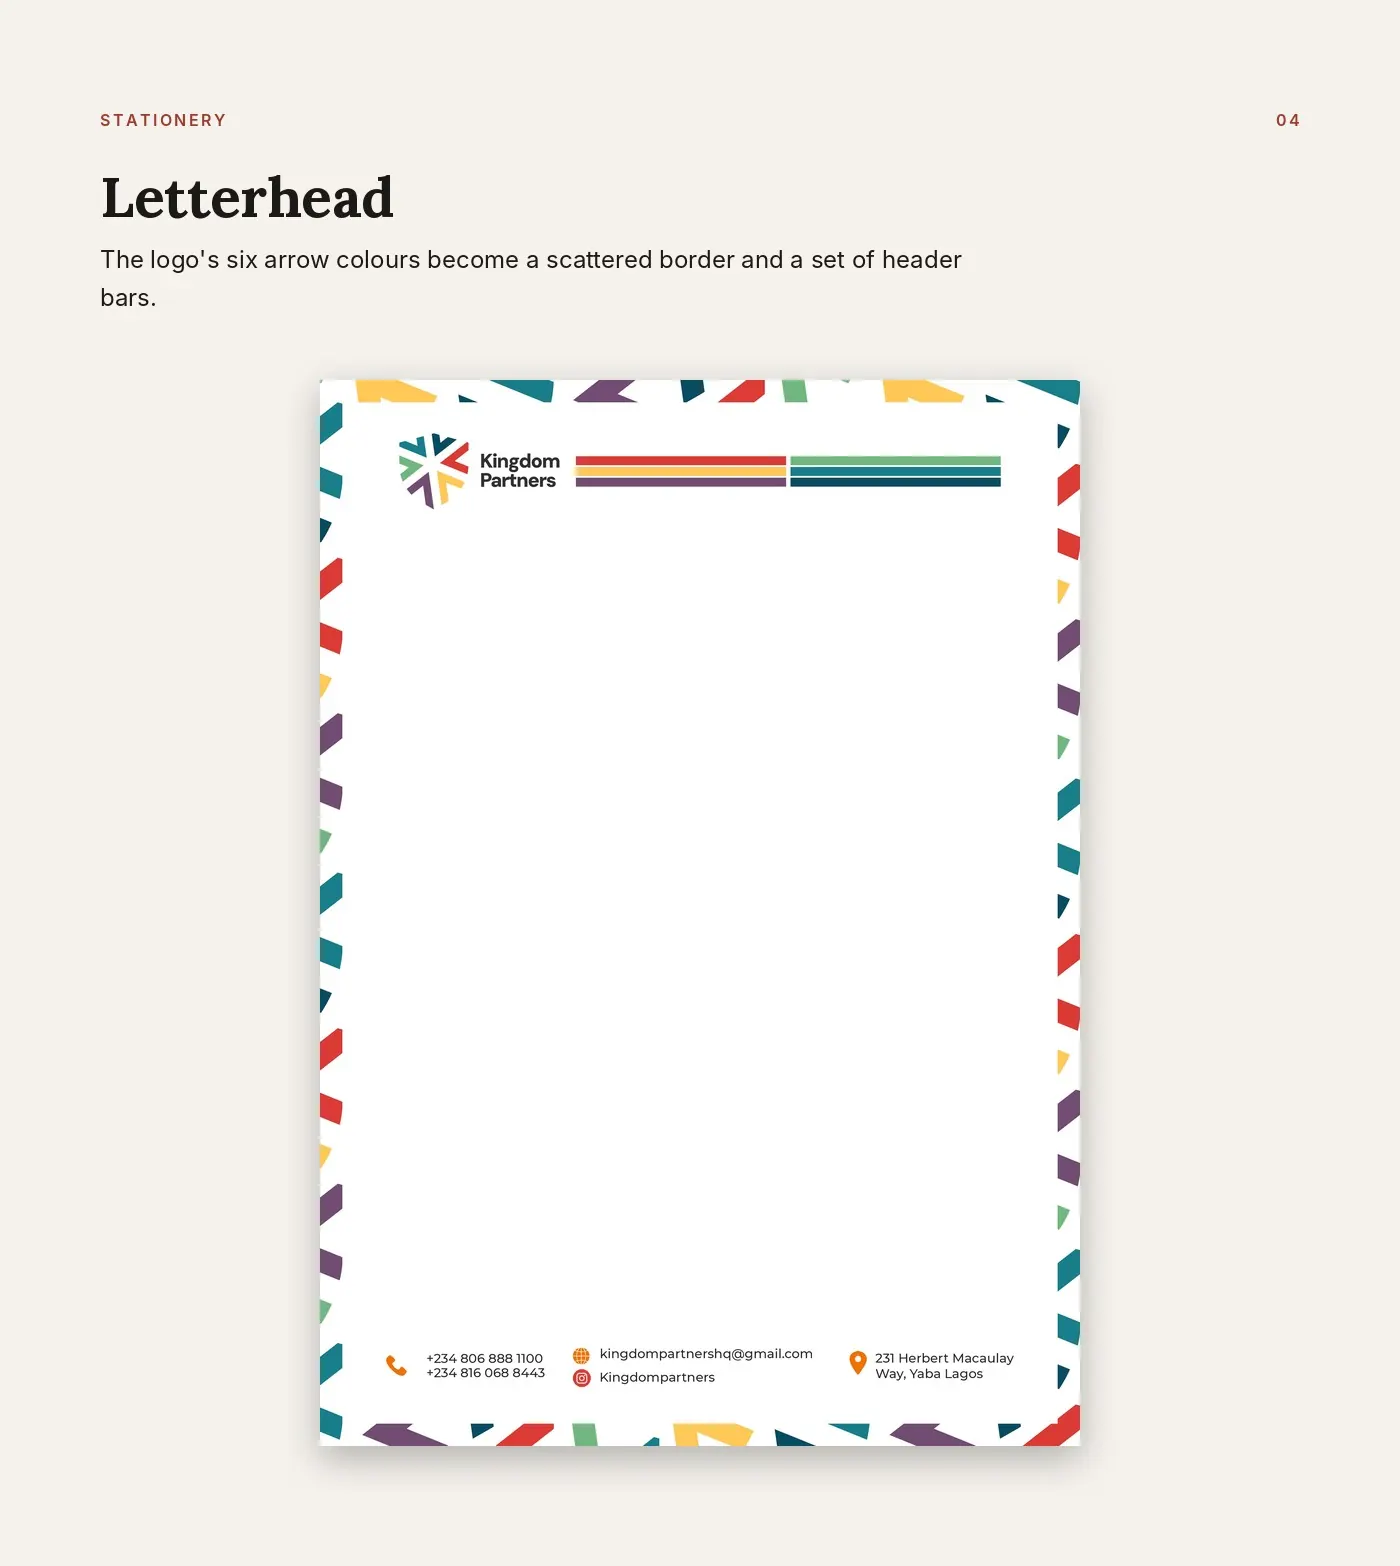 STATIONERY
04
Letterhead
The logo's six arrow colours become a scattered border and a set of header
bars.
Kingdom
Partners
+234 806 888 1100
+234 816 068 8443
kingdompartnershq@gmail.com
Kingdompartners
231 Herbert Macaulay
Way, Yaba Lagos